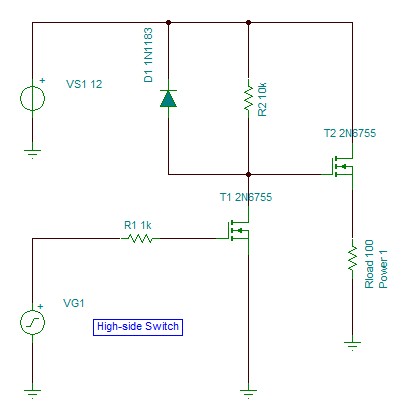 D1 1N1183
VS1 12
+
R2 10k
T2 2N6755
T1 2N6755
R1 1k
Rload 100
Power 1
VG1
+
High-side Switch